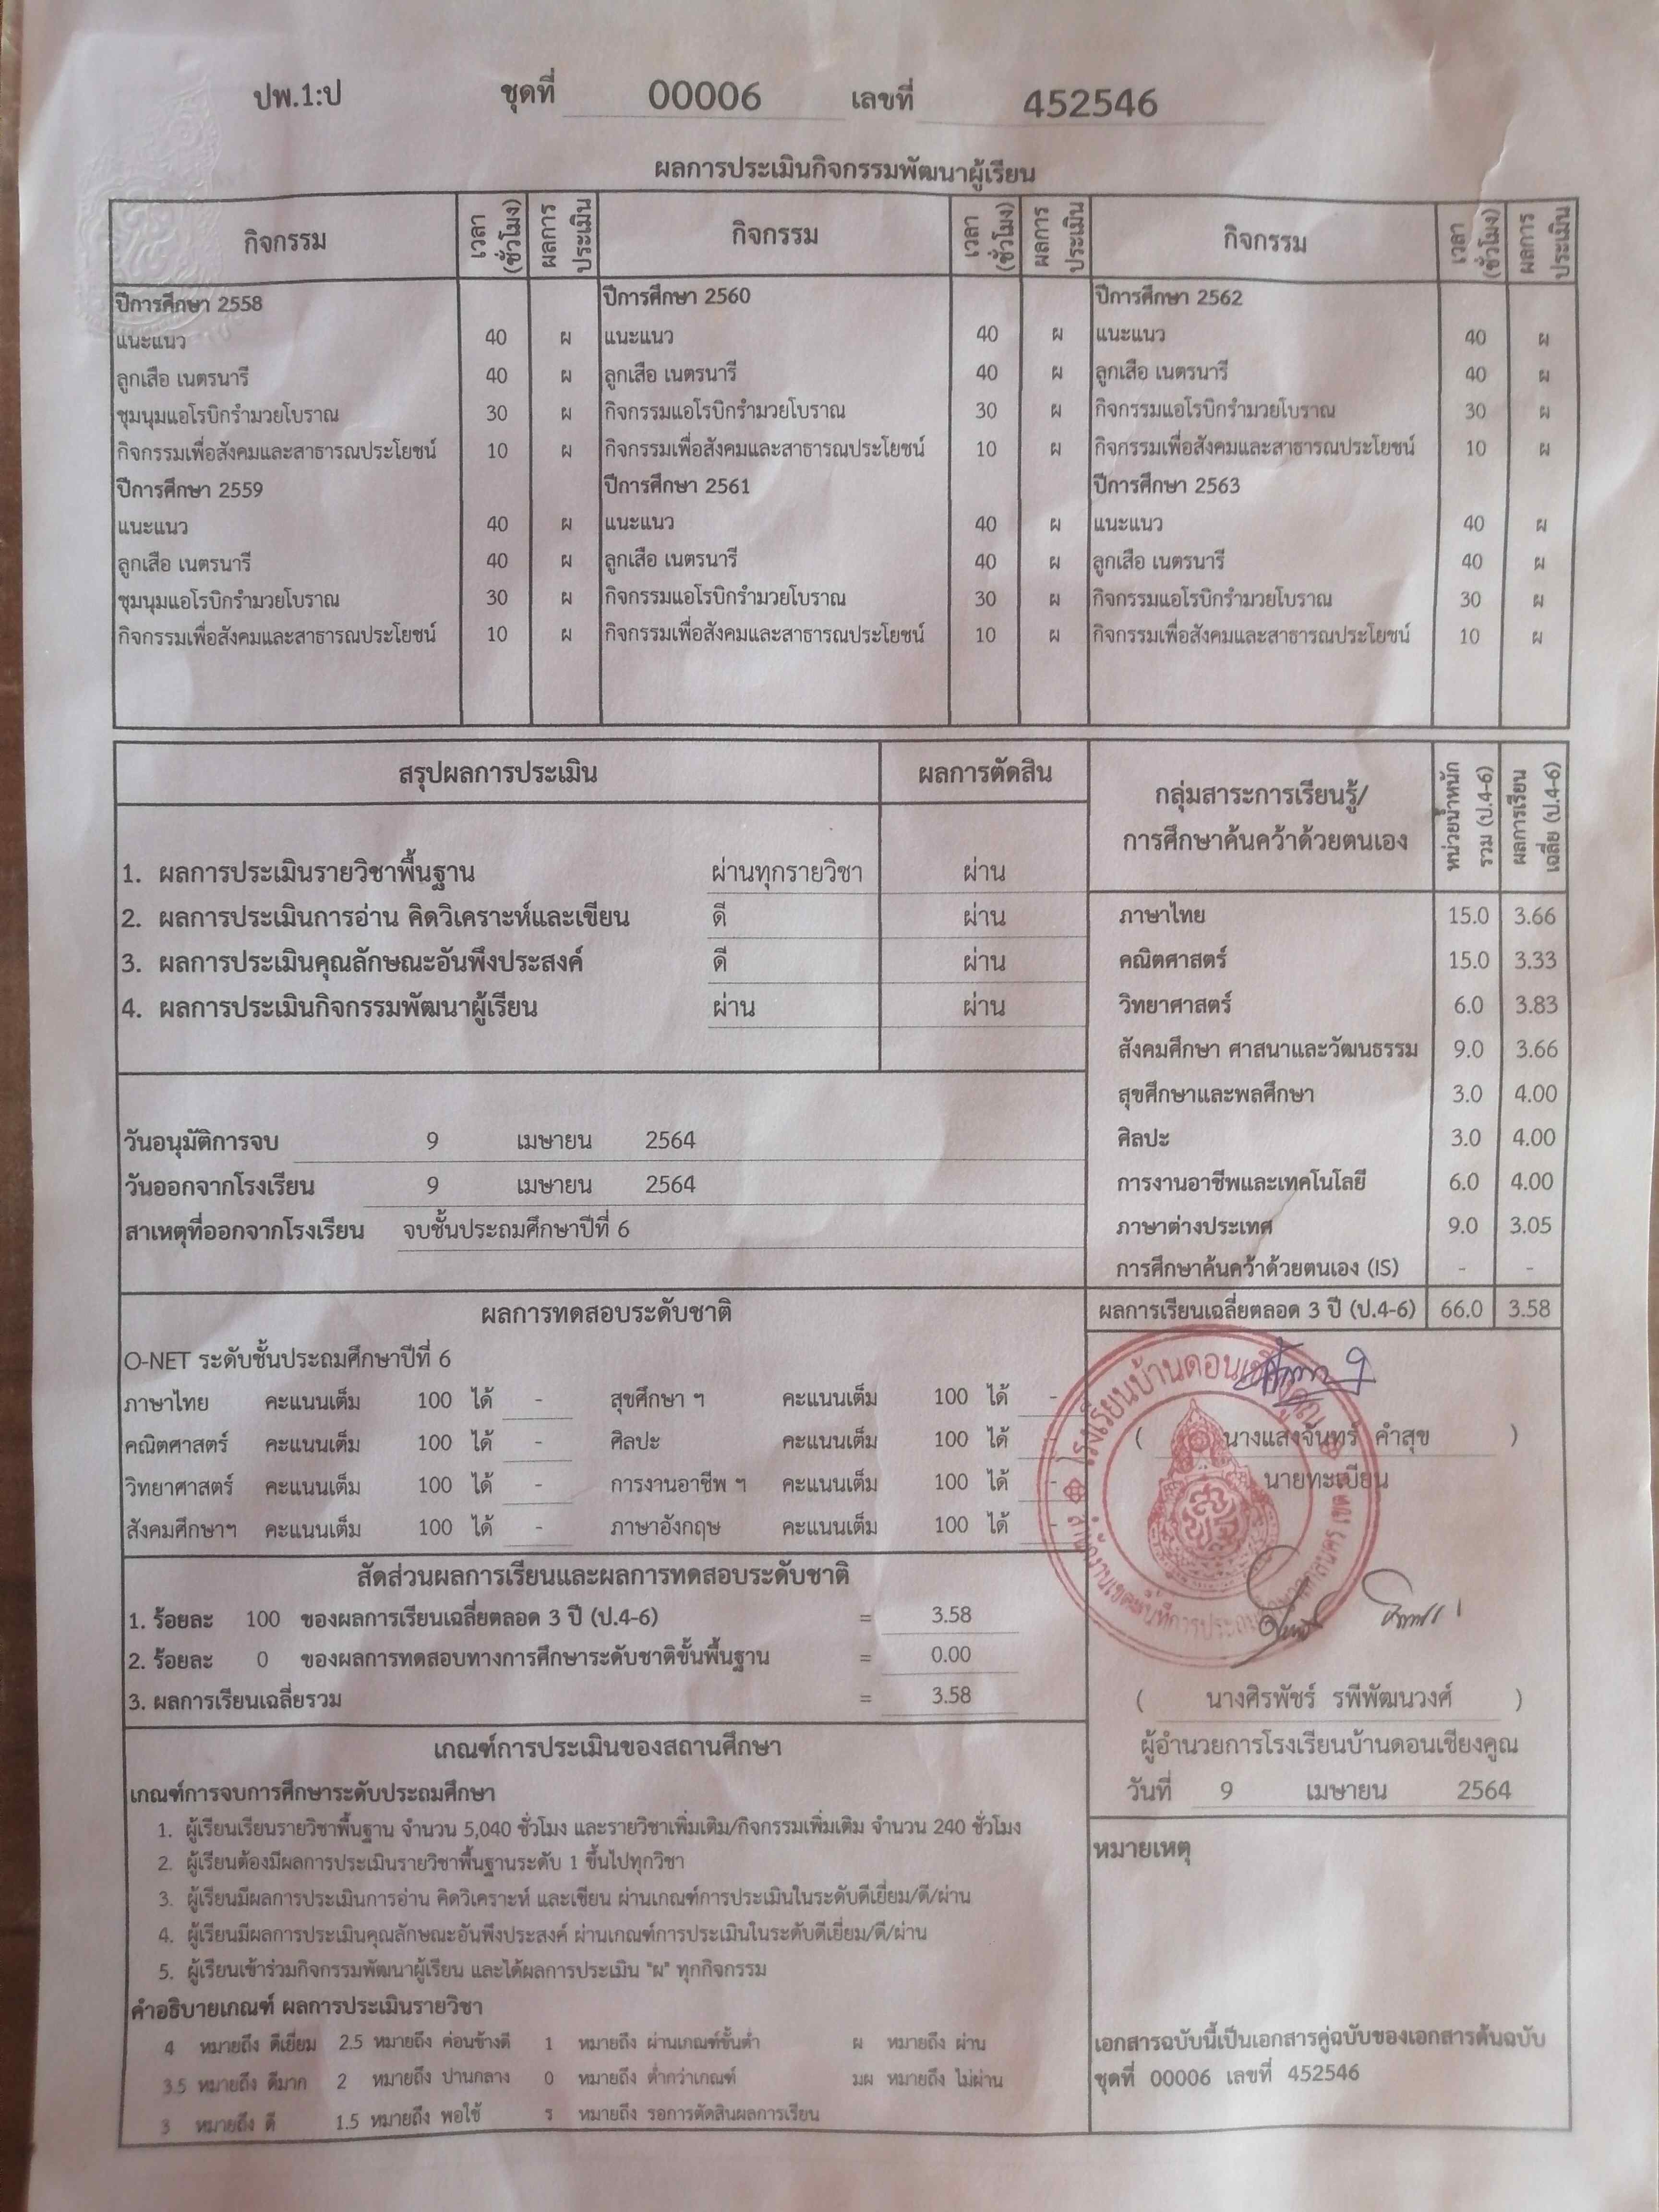 ปพ.1:ป ชุดที่ 00006 เลขที่ 452546
ผลการประเมินกิจกรรมพัฒนาผู้เรียน
กิจกรรม เวลา (ชั่วโมง) ผลการ ประเมิน กิจกรรม เวลา (ชั่วโมง) ผลการ ประเมิน กิจกรรม เวลา (ชั่วโมง) ผลการ ประเมิน
ปีการศึกษา 2558 ปีการศึกษา 2560 ปีการศึกษา 2562
แนะแนว 40 ผ แนะแนว 40 ผ แนะแนว 40 ผ
ลูกเสือ เนตรนารี 40 ผ ลูกเสือ เนตรนารี 40 ผ ลูกเสือ เนตรนารี 40 ผ
ชุมนุมแอโรบิกรำมวยโบราณ 30 ผ กิจกรรมแอโรบิกรำมวยโบราณ 30 ผ กิจกรรมแอโรบิกรำมวยโบราณ 30 ผ
กิจกรรมเพื่อสังคมและสาธารณประโยชน์ 10 ผ กิจกรรมเพื่อสังคมและสาธารณประโยชน์ 10 ผ กิจกรรมเพื่อสังคมและสาธารณประโยชน์ 10 ผ
ปีการศึกษา 2559 ปีการศึกษา 2561 ปีการศึกษา 2563
แนะแนว 40 ผ แนะแนว 40 ผ แนะแนว 40 ผ
ลูกเสือ เนตรนารี 40 ผ ลูกเสือ เนตรนารี 40 ผ ลูกเสือ เนตรนารี 40 ผ
ชุมนุมแอโรบิกรำมวยโบราณ 30 ผ กิจกรรมแอโรบิกรำมวยโบราณ 30 ผ กิจกรรมแอโรบิกรำมวยโบราณ 30 ผ
กิจกรรมเพื่อสังคมและสาธารณประโยชน์ 10 ผ กิจกรรมเพื่อสังคมและสาธารณประโยชน์ 10 ผ กิจกรรมเพื่อสังคมและสาธารณประโยชน์ 10 ผ
สรุปผลการประเมิน ผลการตัดสิน
1. ผลการประเมินรายวิชาพื้นฐาน ผ่านทุกรายวิชา ผ่าน
2. ผลการประเมินการอ่าน คิดวิเคราะห์และเขียน ดี ผ่าน
3. ผลการประเมินคุณลักษณะอันพึงประสงค์ ดี ผ่าน
4. ผลการประเมินกิจกรรมพัฒนาผู้เรียน ผ่าน ผ่าน
วันอนุมัติการจบ 9 เมษายน 2564
วันออกจากโรงเรียน 9 เมษายน 2564
สาเหตุที่ออกจากโรงเรียน จบชั้นประถมศึกษาปีที่ 6
กลุ่มสาระการเรียนรู้/
การศึกษาค้นคว้าด้วยตนเอง
หน่วยน้ำหนัก
รวม (ป.4-6)
ผลการเรียน
เฉลี่ย (ป.4-6)
ภาษาไทย 15.0 3.66
คณิตศาสตร์ 15.0 3.33
วิทยาศาสตร์ 6.0 3.83
สังคมศึกษา ศาสนาและวัฒนธรรม 9.0 3.66
สุขศึกษาและพลศึกษา 3.0 4.00
ศิลปะ 3.0 4.00
การงานอาชีพและเทคโนโลยี 6.0 4.00
ภาษาต่างประเทศ 9.0 3.05
การศึกษาค้นคว้าด้วยตนเอง (IS) - -
ผลการเรียนเฉลี่ยตลอด 3 ปี (ป.4-6) 66.0 3.58
ผลการทดสอบระดับชาติ
O-NET ระดับชั้นประถมศึกษาปีที่ 6
ภาษาไทย คะแนนเต็ม 100 ได้ - สุขศึกษา ฯ คะแนนเต็ม 100 ได้ -
คณิตศาสตร์ คะแนนเต็ม 100 ได้ - ศิลปะ คะแนนเต็ม 100 ได้ -
วิทยาศาสตร์ คะแนนเต็ม 100 ได้ - การงานอาชีพ ฯ คะแนนเต็ม 100 ได้ -
สังคมศึกษาฯ คะแนนเต็ม 100 ได้ - ภาษาอังกฤษ คะแนนเต็ม 100 ได้ -
สัดส่วนผลการเรียนและผลการทดสอบระดับชาติ
1. ร้อยละ 100 ของผลการเรียนเฉลี่ยตลอด 3 ปี (ป.4-6) = 3.58
2. ร้อยละ 0 ของผลการทดสอบทางการศึกษาระดับชาติขั้นพื้นฐาน = 0.00
3. ผลการเรียนเฉลี่ยรวม = 3.58
โรงเรียนบ้านดอนเชียงคูณ
( นางแสงจันทร์ คำสุข )
นายทะเบียน
( นางศิรพัชร์ รพีพัฒนวงศ์ )
ผู้อำนวยการโรงเรียนบ้านดอนเชียงคูณ
วันที่ 9 เมษายน 2564
เกณฑ์การประเมินของสถานศึกษา
เกณฑ์การจบการศึกษาระดับประถมศึกษา
1. ผู้เรียนเรียนรายวิชาพื้นฐาน จำนวน 5,040 ชั่วโมง และรายวิชาเพิ่มเติม/กิจกรรมเพิ่มเติม จำนวน 240 ชั่วโมง
2. ผู้เรียนต้องมีผลการประเมินรายวิชาพื้นฐานระดับ 1 ขึ้นไปทุกวิชา
3. ผู้เรียนมีผลการประเมินการอ่าน คิดวิเคราะห์ และเขียน ผ่านเกณฑ์การประเมินในระดับดีเยี่ยม/ดี/ผ่าน
4. ผู้เรียนมีผลการประเมินคุณลักษณะอันพึงประสงค์ ผ่านเกณฑ์การประเมินในระดับดีเยี่ยม/ดี/ผ่าน
5. ผู้เรียนเข้าร่วมกิจกรรมพัฒนาผู้เรียน และได้ผลการประเมิน "ผ" ทุกกิจกรรม
คำอธิบายเกณฑ์ ผลการประเมินรายวิชา
4 หมายถึง ดีเยี่ยม 2.5 หมายถึง ค่อนข้างดี 1 หมายถึง ผ่านเกณฑ์ขั้นต่ำ ผ หมายถึง ผ่าน
3.5 หมายถึง ดีมาก 2 หมายถึง ปานกลาง 0 หมายถึง ต่ำกว่าเกณฑ์ มผ หมายถึง ไม่ผ่าน
3 หมายถึง ดี 1.5 หมายถึง พอใช้ ร หมายถึง รอการตัดสินผลการเรียน
หมายเหตุ
เอกสารฉบับนี้เป็นเอกสารคู่ฉบับของเอกสารต้นฉบับ
ชุดที่ 00006 เลขที่ 452546